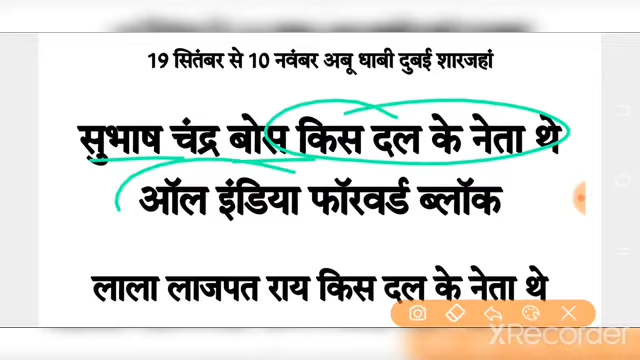 19 सितंबर से 10 नवंबर अबू धाबी दुबई शारजहां
सुभाष चंद्र बोस किस दल के नेता थे
ऑल इंडिया फॉरवर्ड ब्लॉक
लाला लाजपत राय किस दल के नेता थे
XRecorder